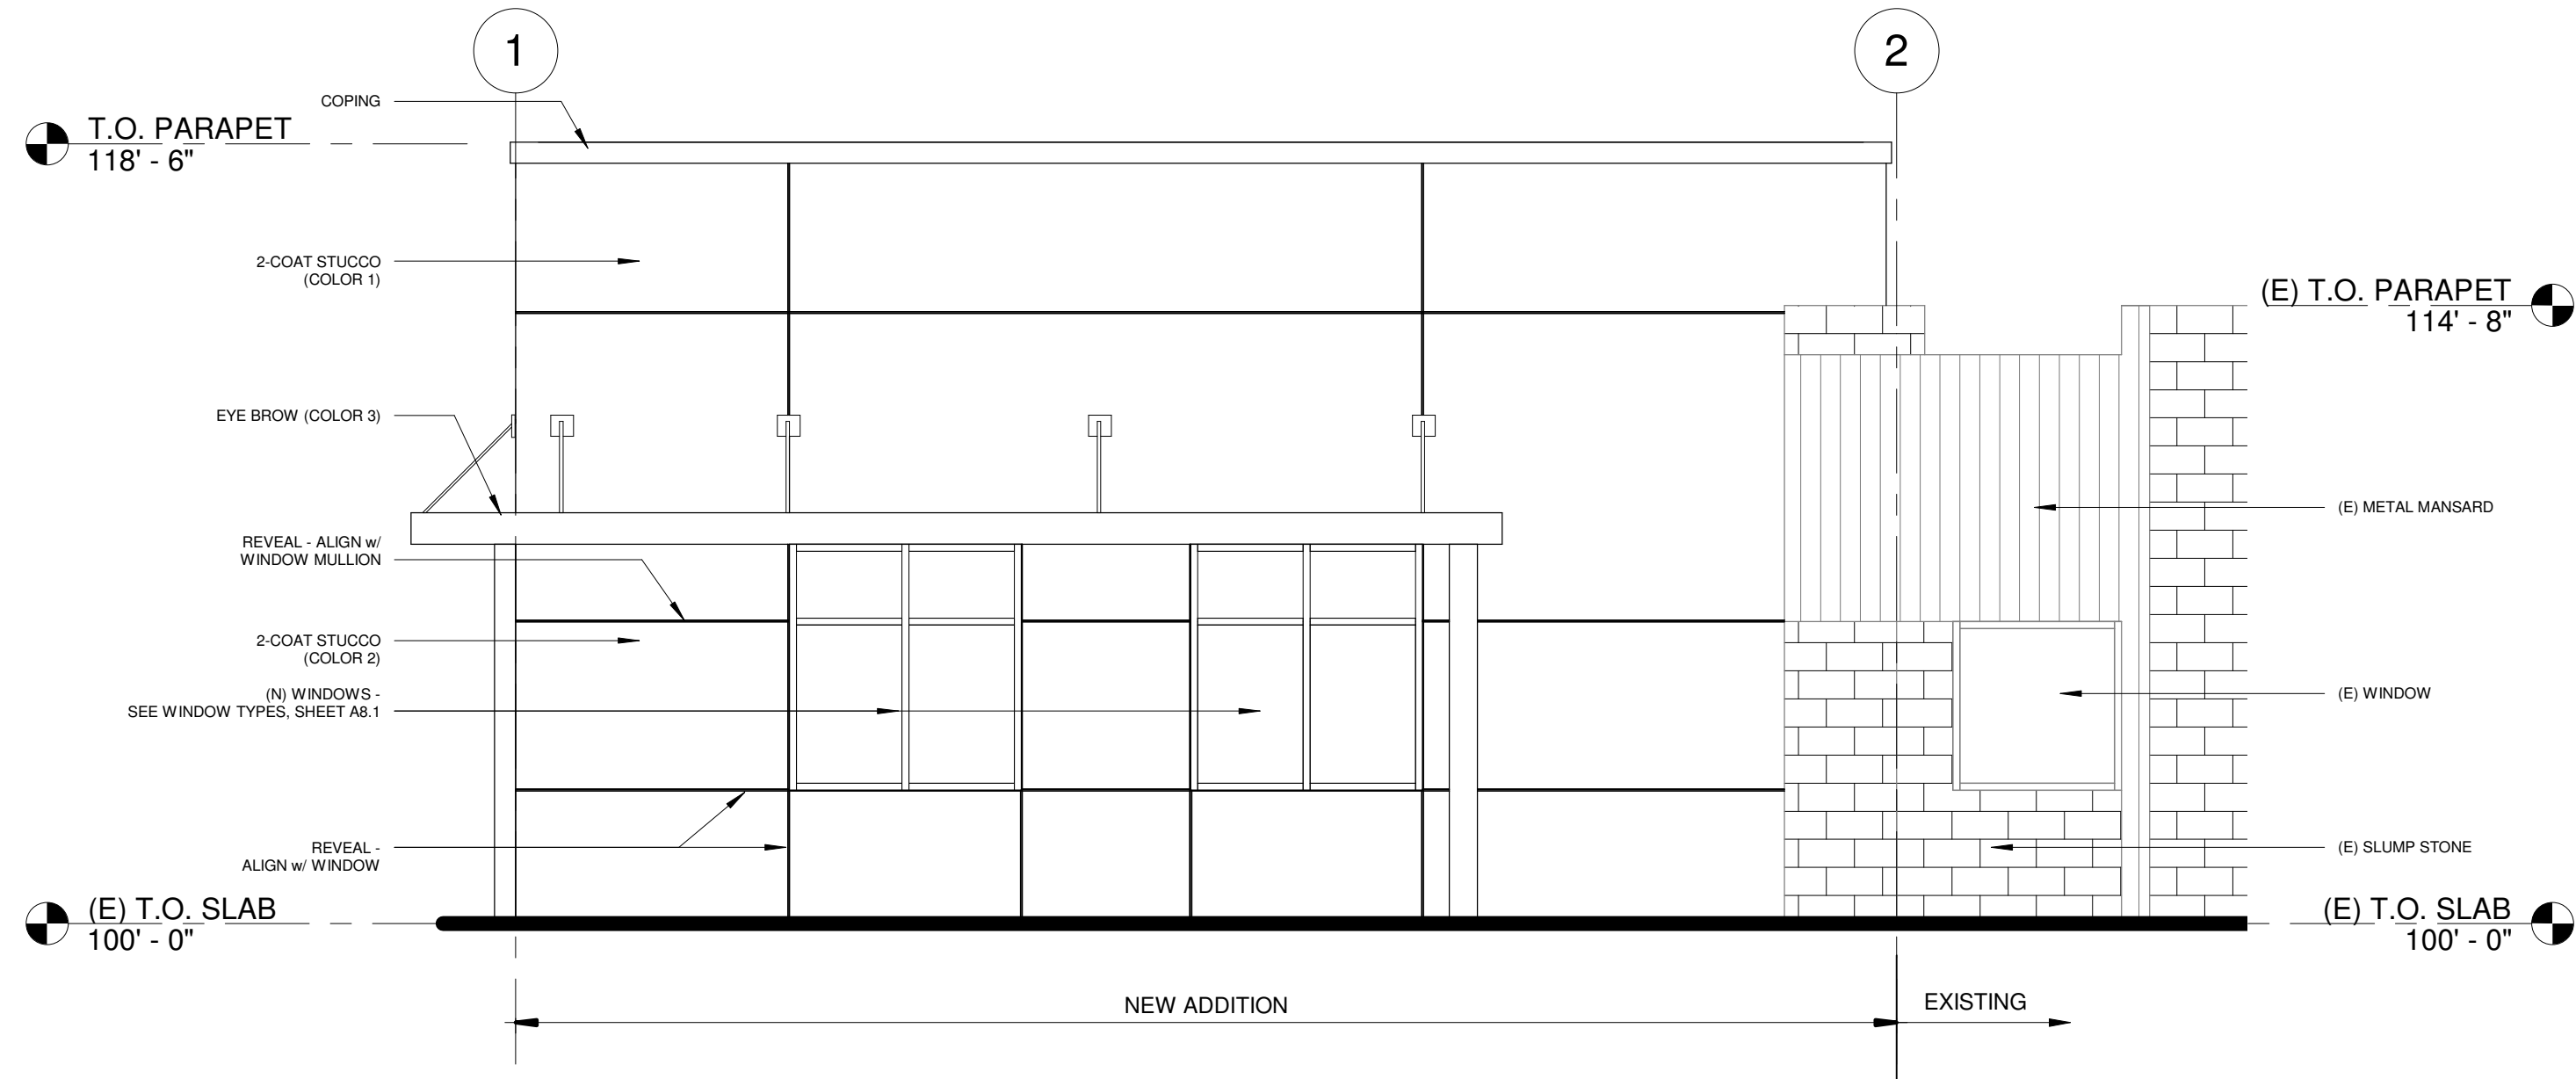 1
2
COPING
T.O. PARAPET
118' - 6"
2-COAT STUCCO
(COLOR 1)
(E) T.O. PARAPET
114' - 8"
EYE BROW (COLOR 3)
(E) METAL MANSARD
REVEAL - ALIGN w/
WINDOW MULLION
2-COAT STUCCO
(COLOR 2)
(N) WINDOWS -
SEE WINDOW TYPES, SHEET A8.1
(E) WINDOW
REVEAL -
ALIGN w/ WINDOW
(E) SLUMP STONE
(E) T.O. SLAB
100' - 0"
(E) T.O. SLAB
100' - 0"
NEW ADDITION
EXISTING